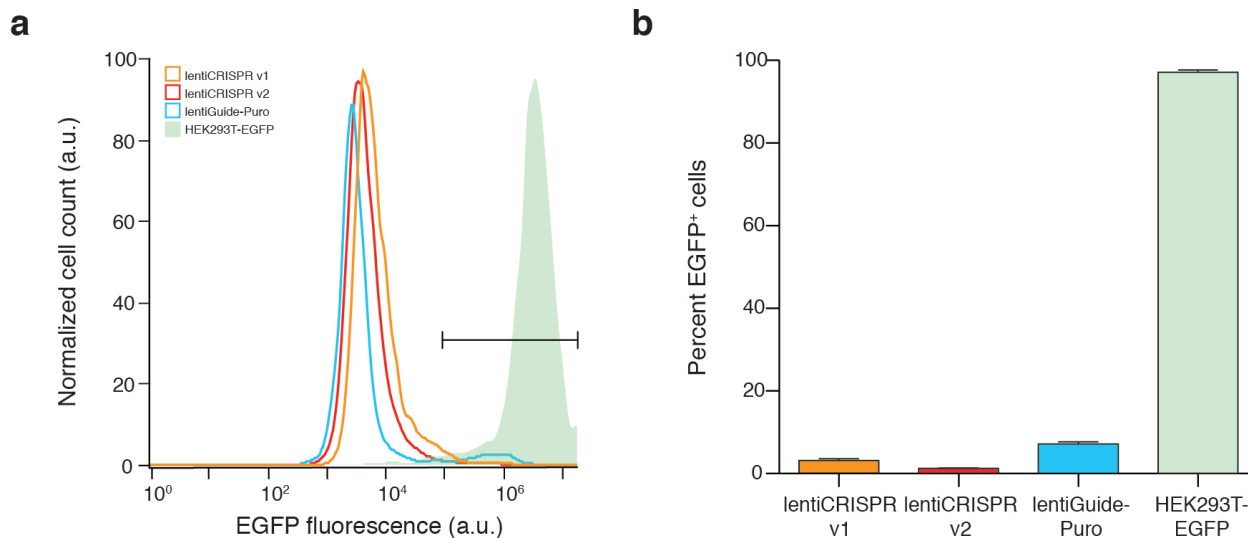 a
Normalized cell count (a.u.)
100
80
60
40
20
0
lentiCRISPR v1
lentiCRISPR v2
lentiGuide-Puro
HEK293T-EGFP
10⁰
10²
10⁴
10⁶
EGFP fluorescence (a.u.)
b
Percent EGFP⁺ cells
100
80
60
40
20
0
lentiCRISPR
v1
lentiCRISPR
v2
lentiGuide-
Puro
HEK293T-
EGFP